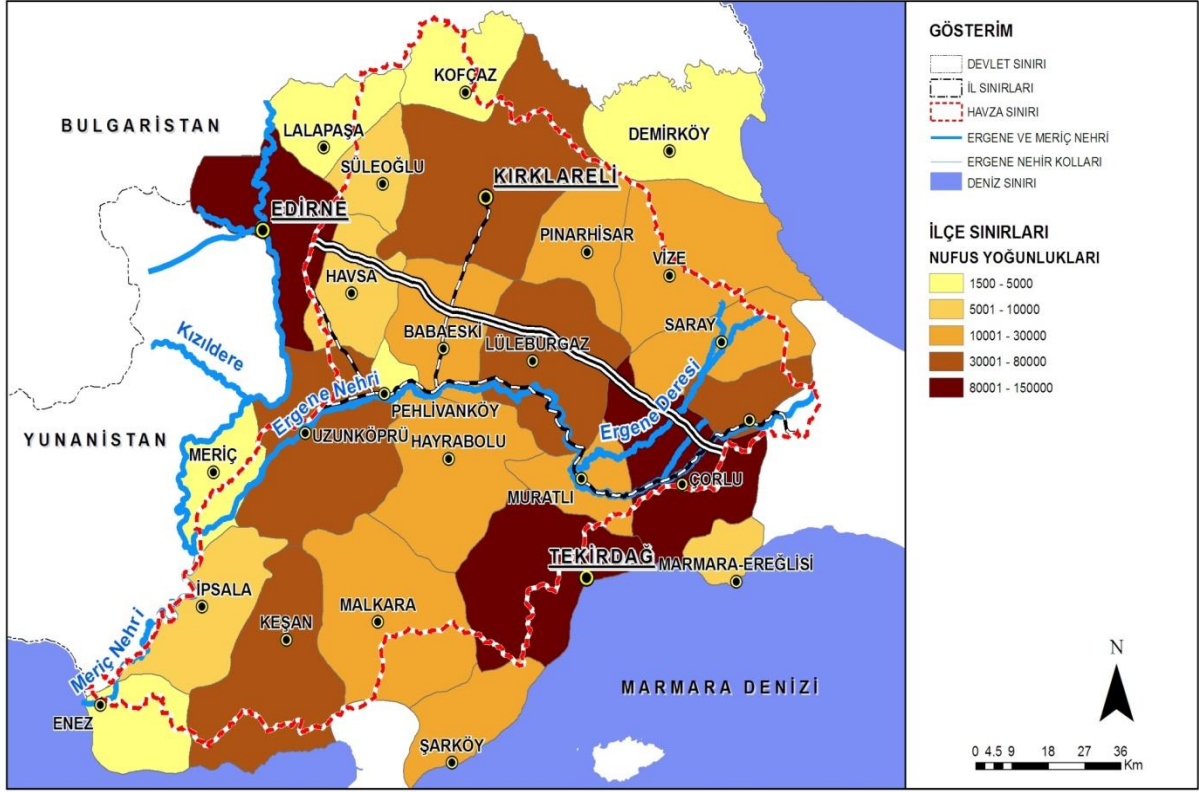 KOFÇAZ
BULGARİSTAN
LALAPAŞA
DEMİRKÖY
SÜLEOĞLU
KIRKLARELİ
EDİRNE
PINARHİSAR
VİZE
HAVSA
SARAY
Kızıldere
BABAESKİ
LÜLEBURGAZ
Ergene Nehri
Ergene Deresi
PEHLİVANKÖY
YUNANİSTAN
UZUNKÖPRÜ
HAYRABOLU
MERİÇ
MURATLI
ÇORLU
TEKİRDAĞ
MARMARA-EREĞLİSİ
İPSALA
MALKARA
KEŞAN
Meriç Nehri
MARMARA DENİZİ
ENEZ
ŞARKÖY
GÖSTERİM
DEVLET SINIRI
İL SINIRLARI
HAVZA SINIRI
ERGENE VE MERİÇ NEHRİ
ERGENE NEHİR KOLLARI
DENİZ SINIRI
İLÇE SINIRLARI
NUFUS YOĞUNLUKLARI
1500 - 5000
5001 - 10000
10001 - 30000
30001 - 80000
80001 - 150000
N
0 4.5 9 18 27 36
Km